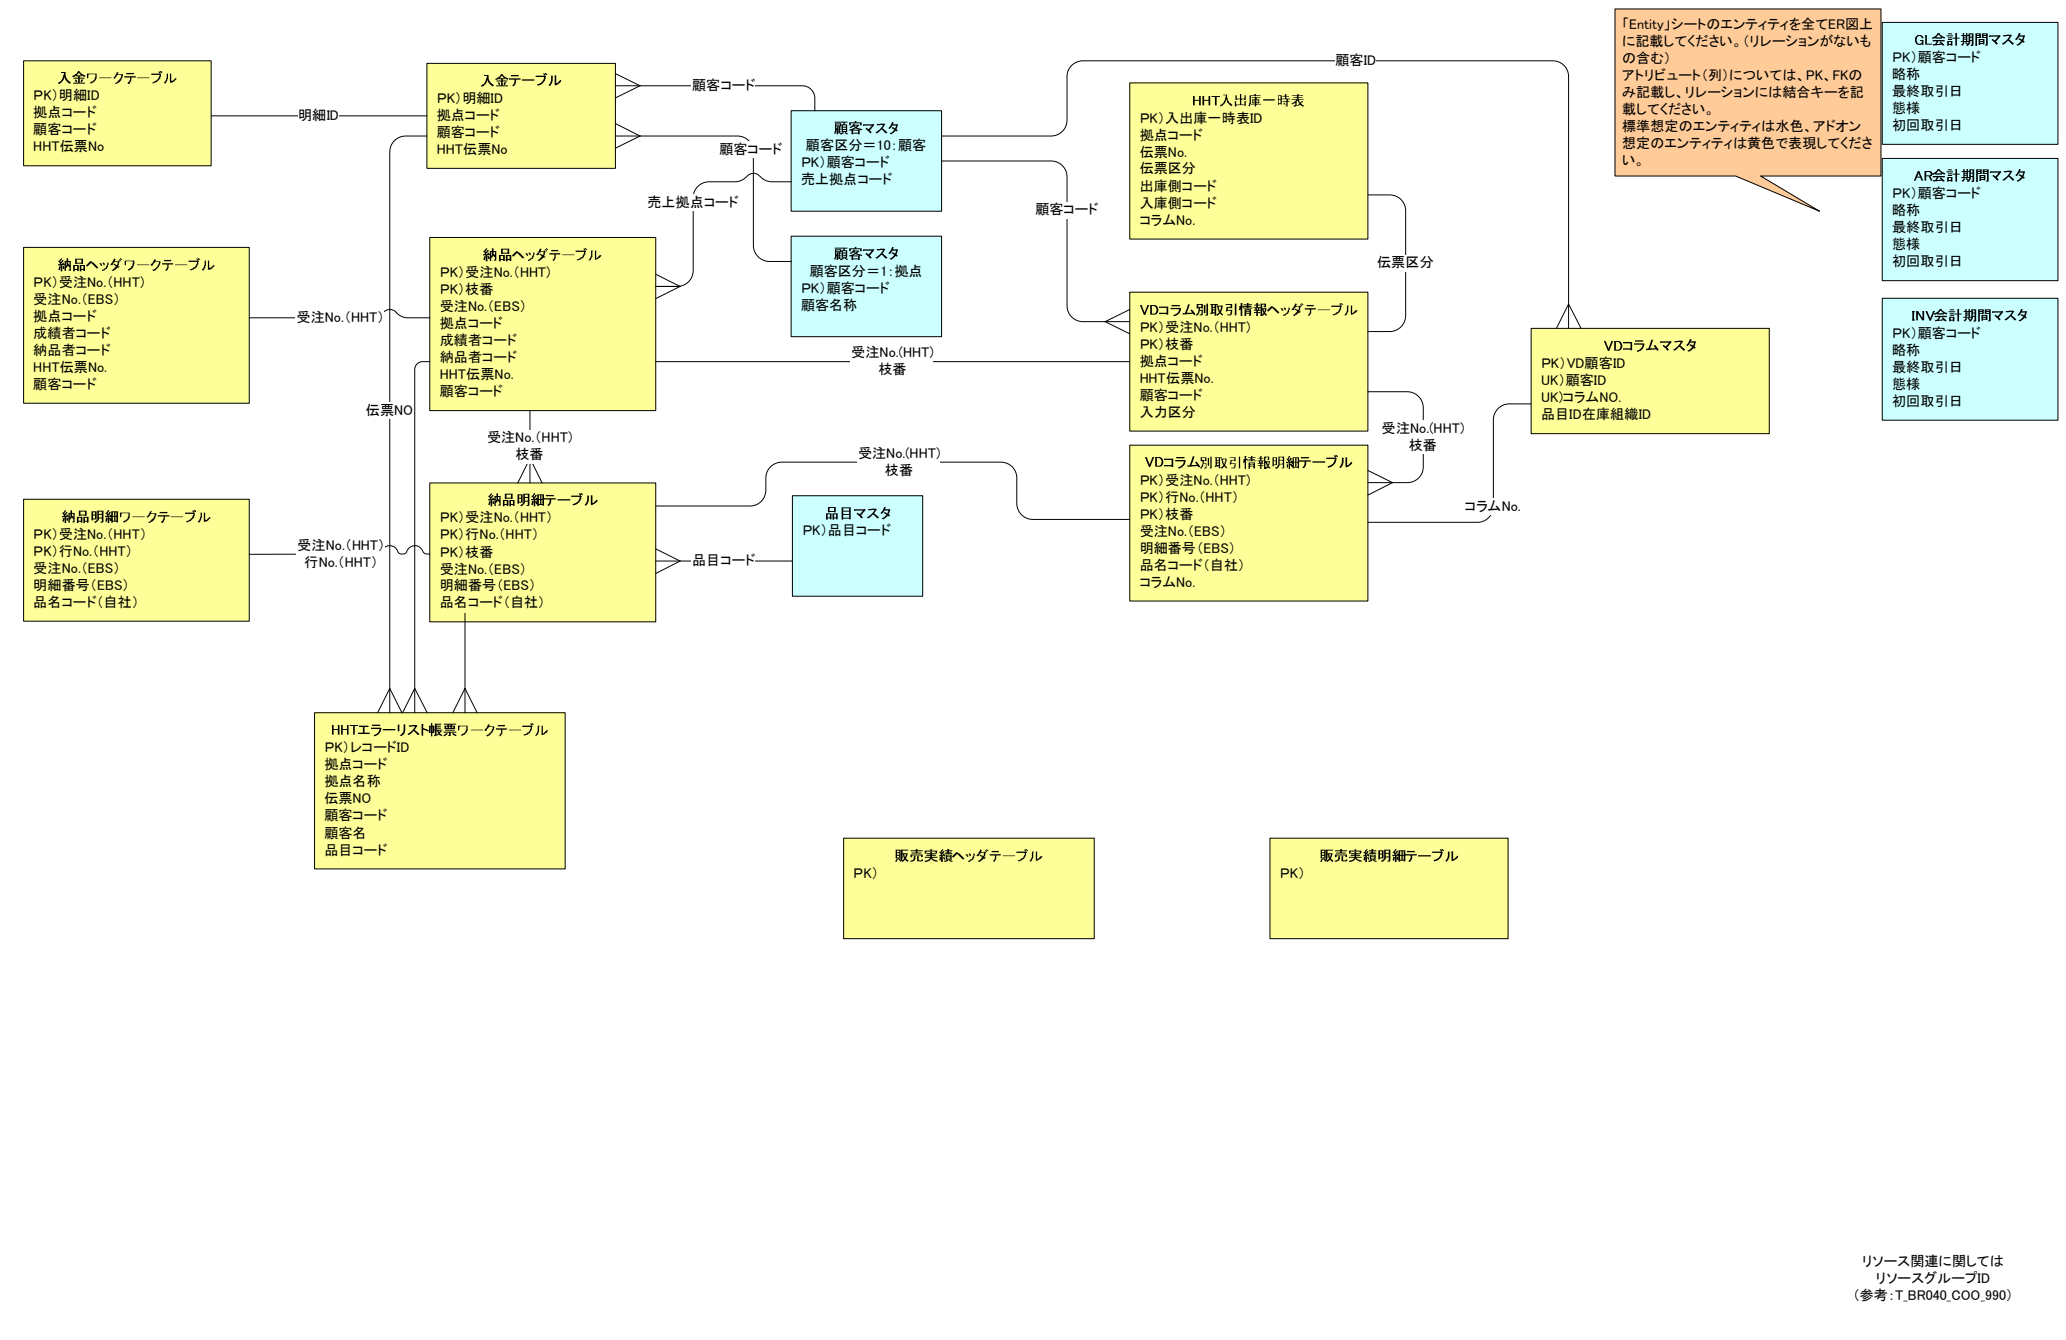 入金ワークテーブル
PK）明細ID
拠点コード
顧客コード
HHT伝票No
明細ID
入金テーブル
PK）明細ID
拠点コード
顧客コード
HHT伝票No
顧客コード
顧客コード
売上拠点コード
顧客マスタ
顧客区分＝10：顧客
PK）顧客コード
売上拠点コード
顧客マスタ
顧客区分＝1：拠点
PK）顧客コード
顧客名称
顧客ID
顧客コード
HHT入出庫一時表
PK）入出庫一時表ID
拠点コード
伝票No.
伝票区分
出庫側コード
入庫側コード
コラムNo.
伝票区分
「Entity」シートのエンティティを全てER図上
に記載してください。（リレーションがないも
の含む）
アトリビュート（列）については、PK、FKの
み記載し、リレーションには結合キーを記
載してください。
標準想定のエンティティは水色、アドオン
想定のエンティティは黄色で表現してくださ
い。
GL会計期間マスタ
PK）顧客コード
略称
最終取引日
態様
初回取引日
AR会計期間マスタ
PK）顧客コード
略称
最終取引日
態様
初回取引日
INV会計期間マスタ
PK）顧客コード
略称
最終取引日
態様
初回取引日
納品ヘッダワークテーブル
PK）受注No.（HHT）
受注No.（EBS）
拠点コード
成績者コード
納品者コード
HHT伝票No.
顧客コード
受注No.（HHT）
納品ヘッダテーブル
PK）受注No.（HHT）
PK）枝番
受注No.（EBS）
拠点コード
成績者コード
納品者コード
HHT伝票No.
顧客コード
受注No.（HHT）
枝番
VDコラム別取引情報ヘッダテーブル
PK）受注No.（HHT）
PK）枝番
拠点コード
HHT伝票No.
顧客コード
入力区分
受注No.（HHT）
枝番
VDコラムマスタ
PK）VD顧客ID
UK）顧客ID
UK)コラムNO.
品目ID在庫組織ID
伝票NO
受注No.（HHT）
枝番
受注No.（HHT）
枝番
コラムNo.
納品明細ワークテーブル
PK）受注No.（HHT）
PK）行No.（HHT）
受注No.（EBS）
明細番号（EBS）
品名コード（自社）
受注No.（HHT）
行No.（HHT）
納品明細テーブル
PK）受注No.（HHT）
PK）行No.（HHT）
PK）枝番
受注No.（EBS）
明細番号（EBS）
品名コード（自社）
品目コード
品目マスタ
PK）品目コード
VDコラム別取引情報明細テーブル
PK）受注No.（HHT）
PK）行No.（HHT）
PK）枝番
受注No.（EBS）
明細番号（EBS）
品名コード（自社）
コラムNo.
HHTエラーリスト帳票ワークテーブル
PK）レコードID
拠点コード
拠点名称
伝票NO
顧客コード
顧客名
品目コード
販売実績ヘッダテーブル
PK）
販売実績明細テーブル
PK）
リソース関連に関しては
リソースグループID
（参考：T_BR040_COO_990）